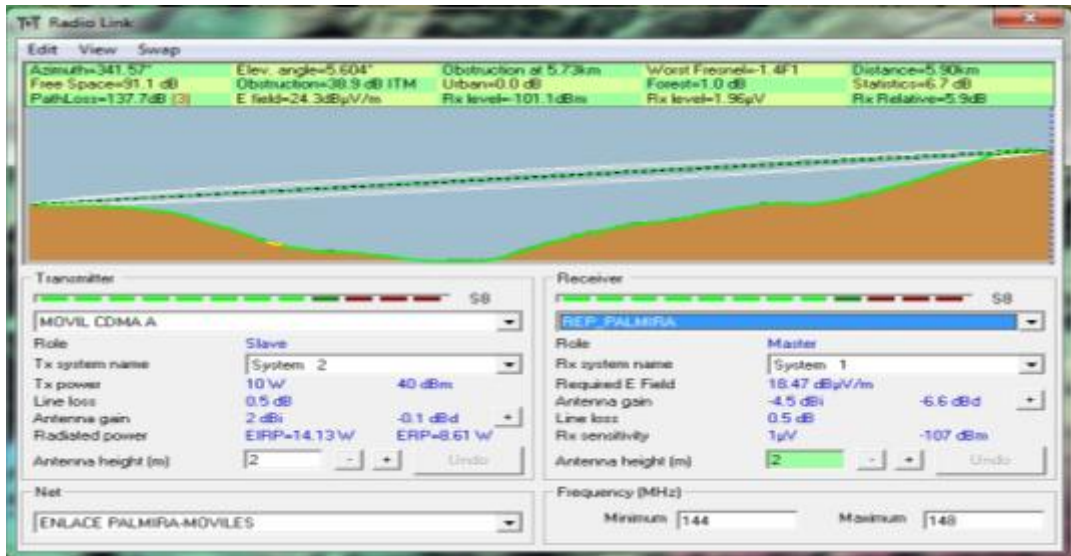 Radio Link
Edit View Swap
Azimuth=341.57° Elev. angle=5.604° Obstruction at 5.73km Worst Fresnel=-1.4F1 Distance=5.90km
Free Space=91.1 dB Obstruction=38.9 dB ITM Urban=0.0 dB Forest=1.0 dB Statistics=6.7 dB
PathLoss=137.7dB (3) E field=24.3dBµV/m Rx level=-101.1dBm Rx level=1.96µV Rx Relative=5.9dB
Transmitter
S8
MOVIL CDMA A
Role Slave
Tx system name System 2
Tx power 10 W 40 dBm
Line loss 0.5 dB
Antenna gain 2 dBi -0.1 dBd +
Radiated power EIRP=14.13 W ERP=8.61 W
Antenna height (m) 2 - + Undo
Net
ENLACE PALMIRA-MOVILES
Receiver
S8
REP_PALMIRA
Role Master
Rx system name System 1
Required E Field 18.47 dBµV/m
Antenna gain -4.5 dBi -6.6 dBd +
Line loss 0.5 dB
Rx sensitivity 1µV -107 dBm
Antenna height (m) 2 - + Undo
Frequency (MHz)
Minimum 144 Maximum 148